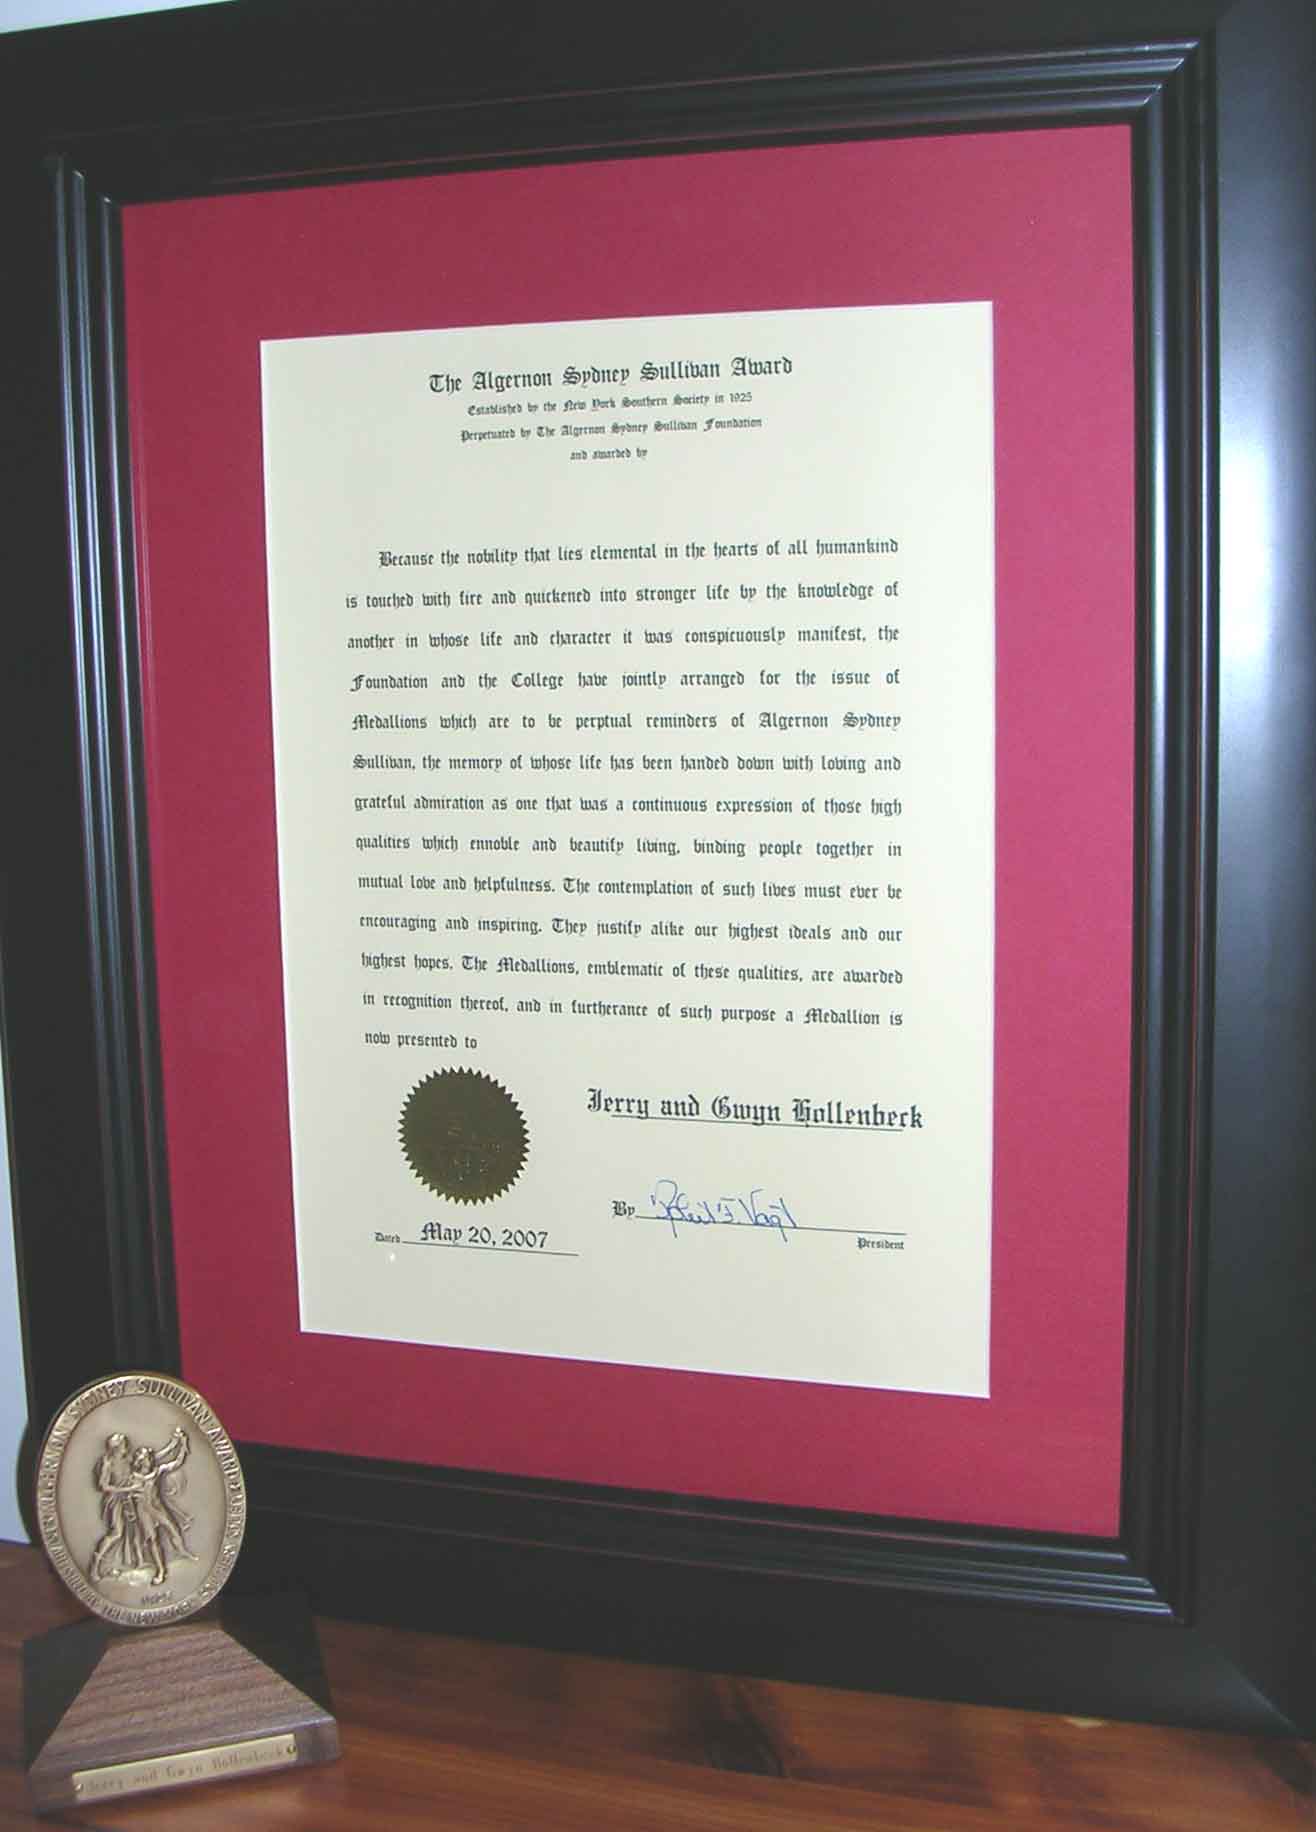 The Algernon Sydney Sullivan Award
Established by the New York Southern Society in 1925
Perpetuated by The Algernon Sydney Sullivan Foundation
and awarded by
Because the nobility that lies elemental in the hearts of all humankind
is touched with fire and quickened into stronger life by the knowledge of
another in whose life and character it was conspicuously manifest, the
Foundation and the College have jointly arranged for the issue of
Medallions which are to be perptual reminders of Algernon Sydney
Sullivan, the memory of whose life has been handed down with loving and
grateful admiration as one that was a continuous expression of those high
qualities which ennoble and beautify living, binding people together in
mutual love and helpfulness. The contemplation of such lives must ever be
encouraging and inspiring. They justify alike our highest ideals and our
highest hopes. The Medallions, emblematic of these qualities, are awarded
in recognition thereof, and in furtherance of such purpose a Medallion is
now presented to
Jerry and Gwyn Hollenbeck
By
President
Dated May 20, 2007
ALGERNON SYDNEY SULLIVAN AWARD
BY THE NEW YORK SOUTHERN
Jerry and Gwyn Hollenbeck